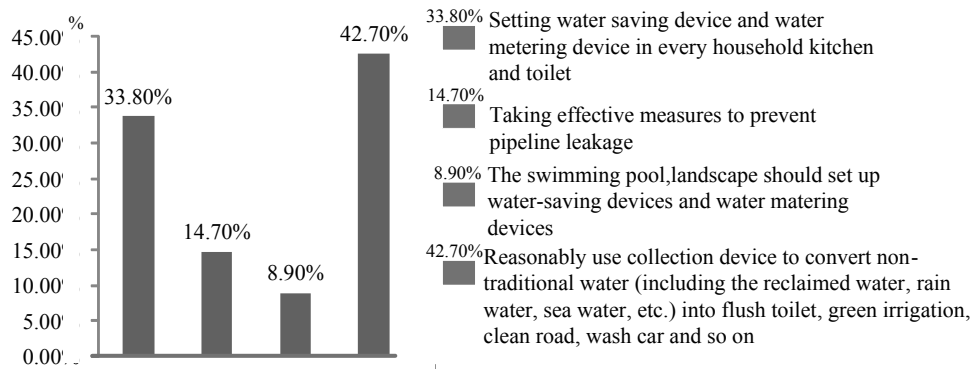 %
45.00%
40.00%
35.00%
30.00%
25.00%
20.00%
15.00%
10.00%
5.00%
0.00%
33.80%
14.70%
8.90%
42.70%
33.80% Setting water saving device and water
metering device in every household kitchen
and toilet
14.70%
Taking effective measures to prevent
pipeline leakage
8.90% The swimming pool,landscape should set up
water-saving devices and water matering
devices
42.70% Reasonably use collection device to convert non-
traditional water (including the reclaimed water, rain
water, sea water, etc.) into flush toilet, green irrigation,
clean road, wash car and so on